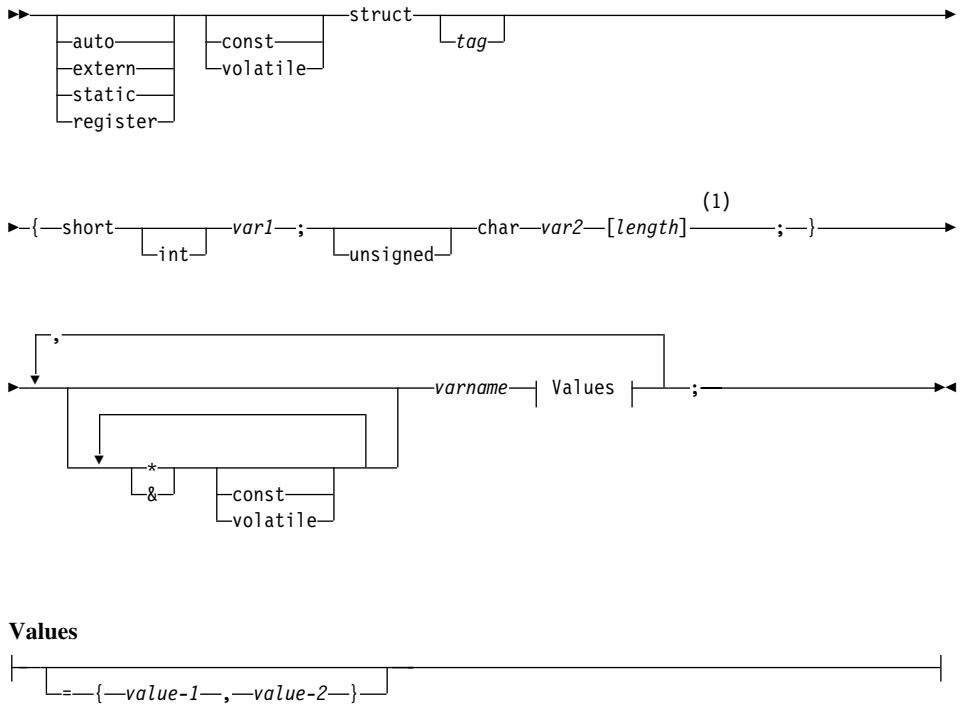 struct
auto const tag
extern volatile
static
register
(1)
{ short var1 ; char var2 [length] ; }
int unsigned
,
varname Values ;
*
& const
volatile
Values
= { value-1 , value-2 }